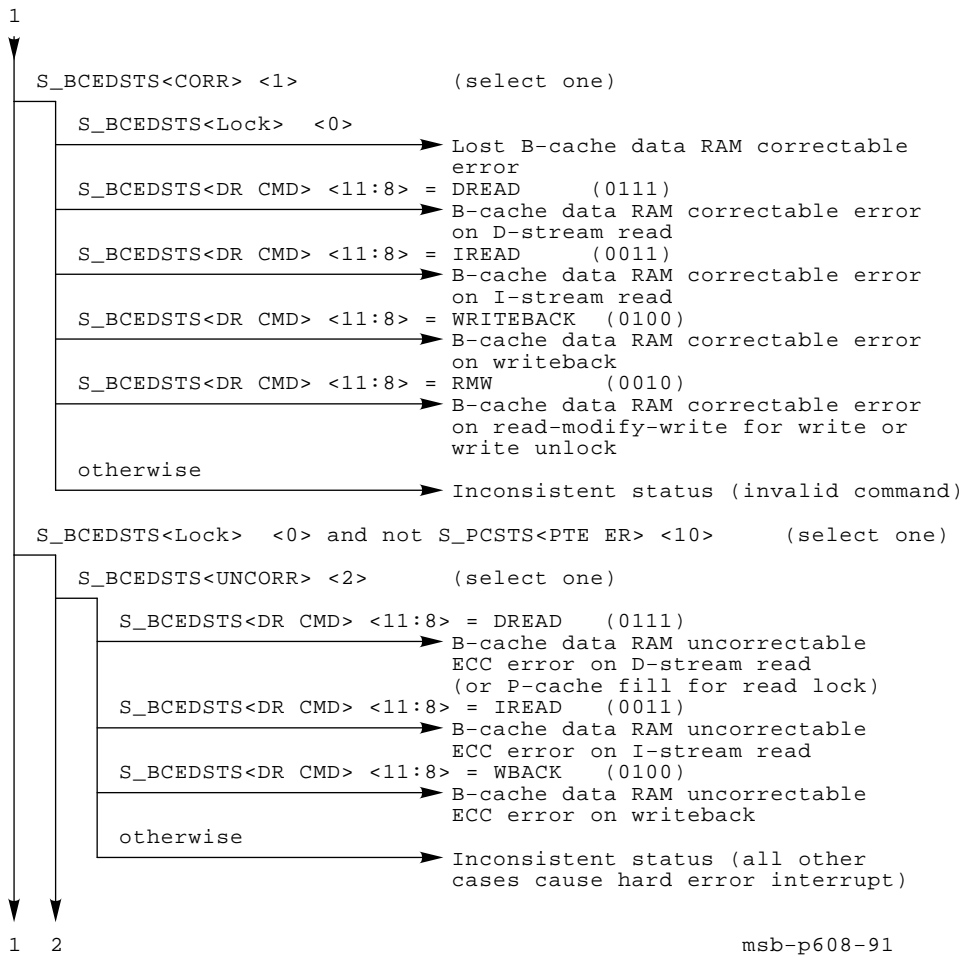 1
S_BCEDSTS<CORR> <1> (select one)
S_BCEDSTS<Lock> <0>
Lost B-cache data RAM correctable
error
S_BCEDSTS<DR CMD> <11:8> = DREAD (0111)
B-cache data RAM correctable error
on D-stream read
S_BCEDSTS<DR CMD> <11:8> = IREAD (0011)
B-cache data RAM correctable error
on I-stream read
S_BCEDSTS<DR CMD> <11:8> = WRITEBACK (0100)
B-cache data RAM correctable error
on writeback
S_BCEDSTS<DR CMD> <11:8> = RMW (0010)
B-cache data RAM correctable error
on read-modify-write for write or
write unlock
otherwise
Inconsistent status (invalid command)
S_BCEDSTS<Lock> <0> and not S_PCSTS<PTE ER> <10> (select one)
S_BCEDSTS<UNCORR> <2> (select one)
S_BCEDSTS<DR CMD> <11:8> = DREAD (0111)
B-cache data RAM uncorrectable
ECC error on D-stream read
(or P-cache fill for read lock)
S_BCEDSTS<DR CMD> <11:8> = IREAD (0011)
B-cache data RAM uncorrectable
ECC error on I-stream read
S_BCEDSTS<DR CMD> <11:8> = WBACK (0100)
B-cache data RAM uncorrectable
ECC error on writeback
otherwise
Inconsistent status (all other
cases cause hard error interrupt)
1 2 msb-p608-91